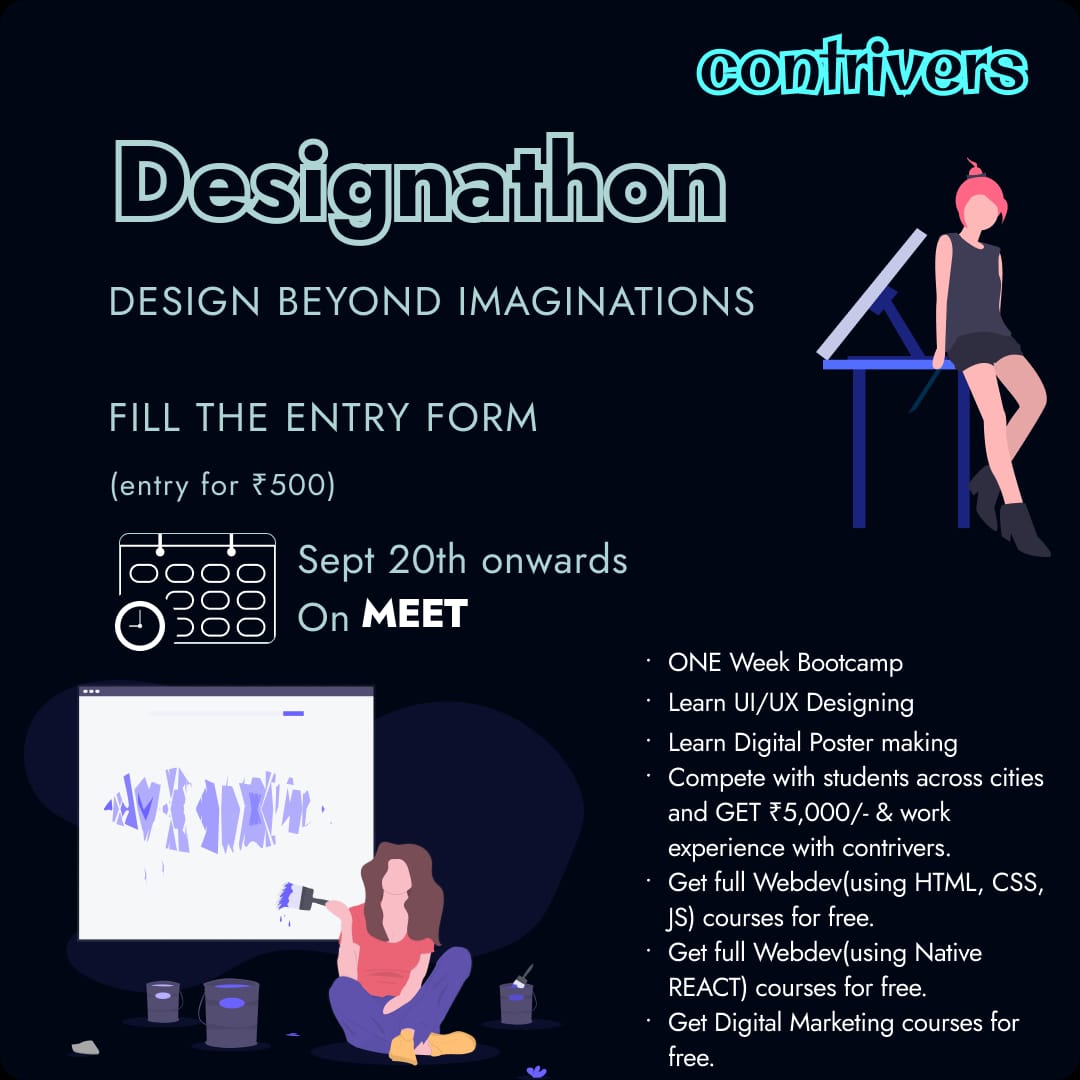 contrivers
Designathon
DESIGN BEYOND IMAGINATIONS
FILL THE ENTRY FORM
(entry for ₹500)
Sept 20th onwards
On MEET
· ONE Week Bootcamp
· Learn UI/UX Designing
· Learn Digital Poster making
· Compete with students across cities
and GET ₹5,000/- & work
experience with contrivers.
· Get full Webdev(using HTML, CSS,
JS) courses for free.
· Get full Webdev(using Native
REACT) courses for free.
· Get Digital Marketing courses for
free.